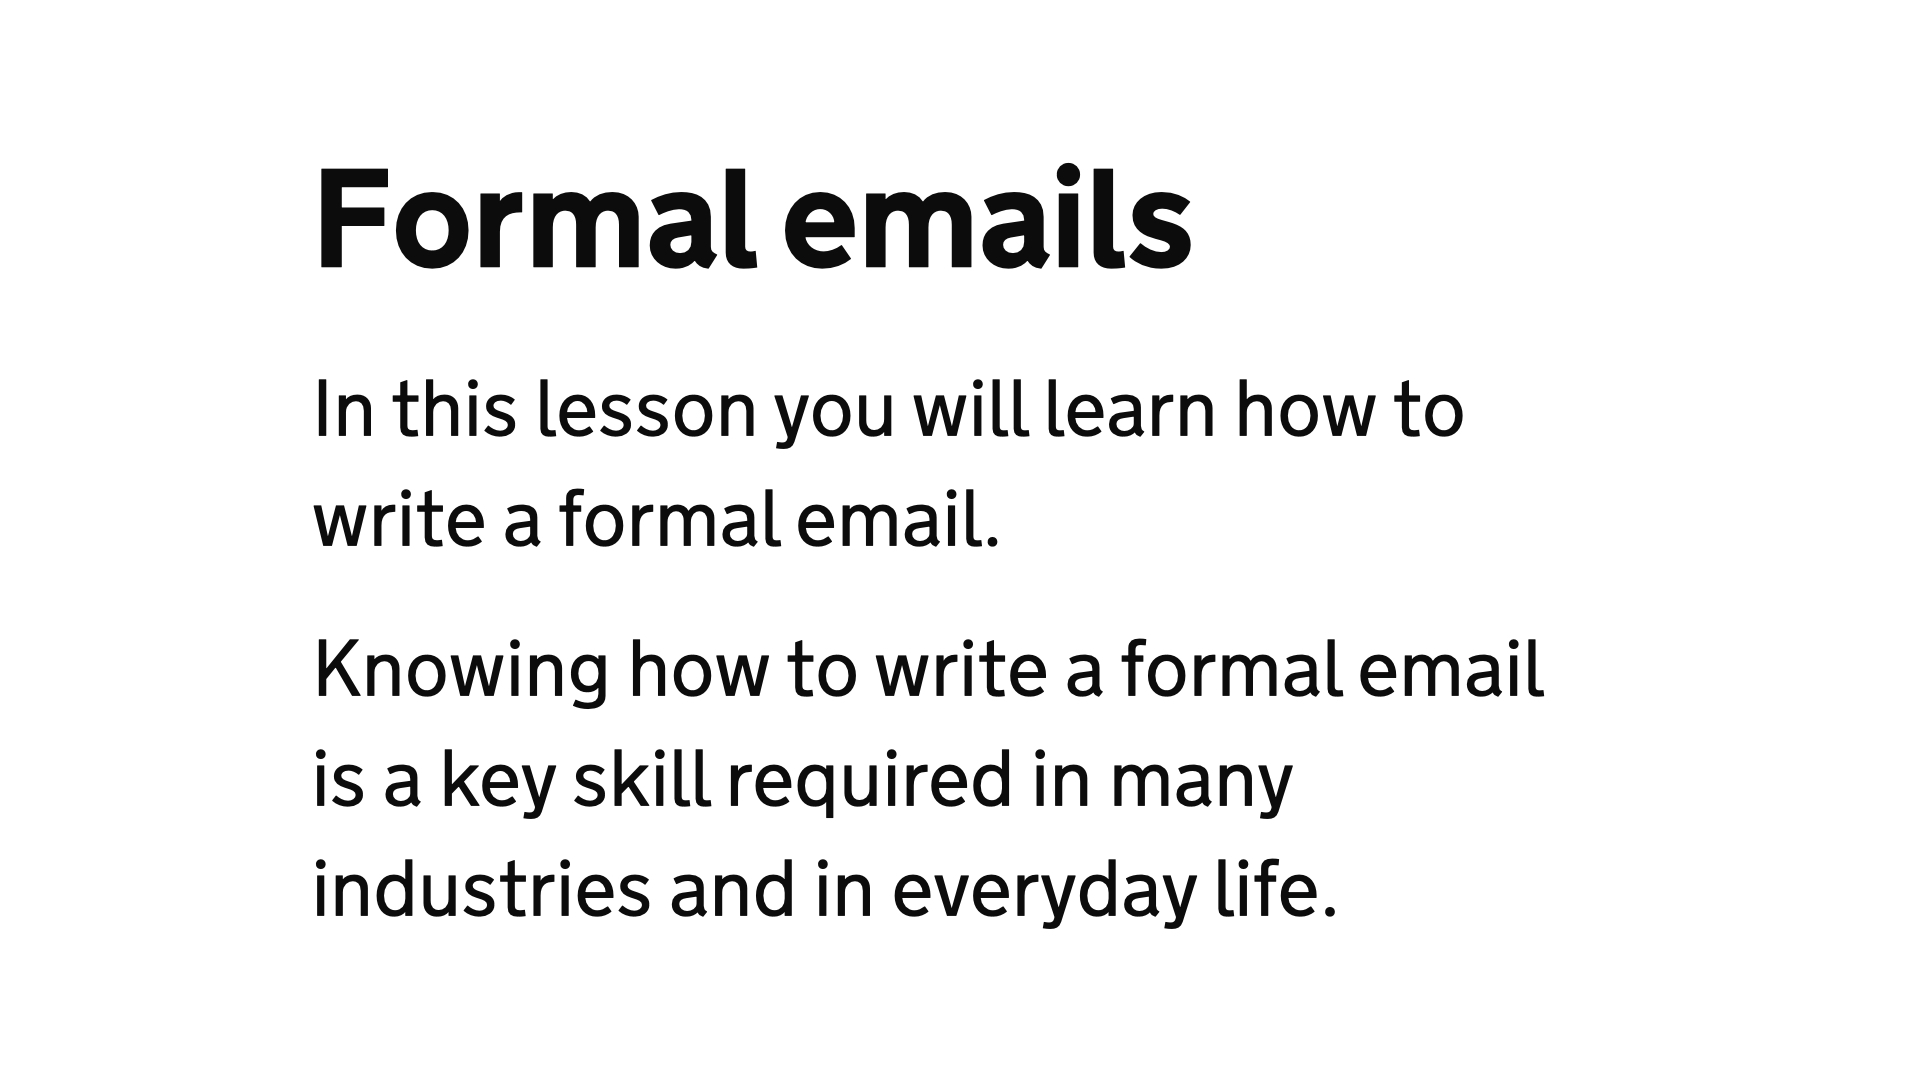 Formal emails
In this lesson you will learn how to
write a formal email.
Knowing how to write a formal email
is a key skill required in many
industries and in everyday life.